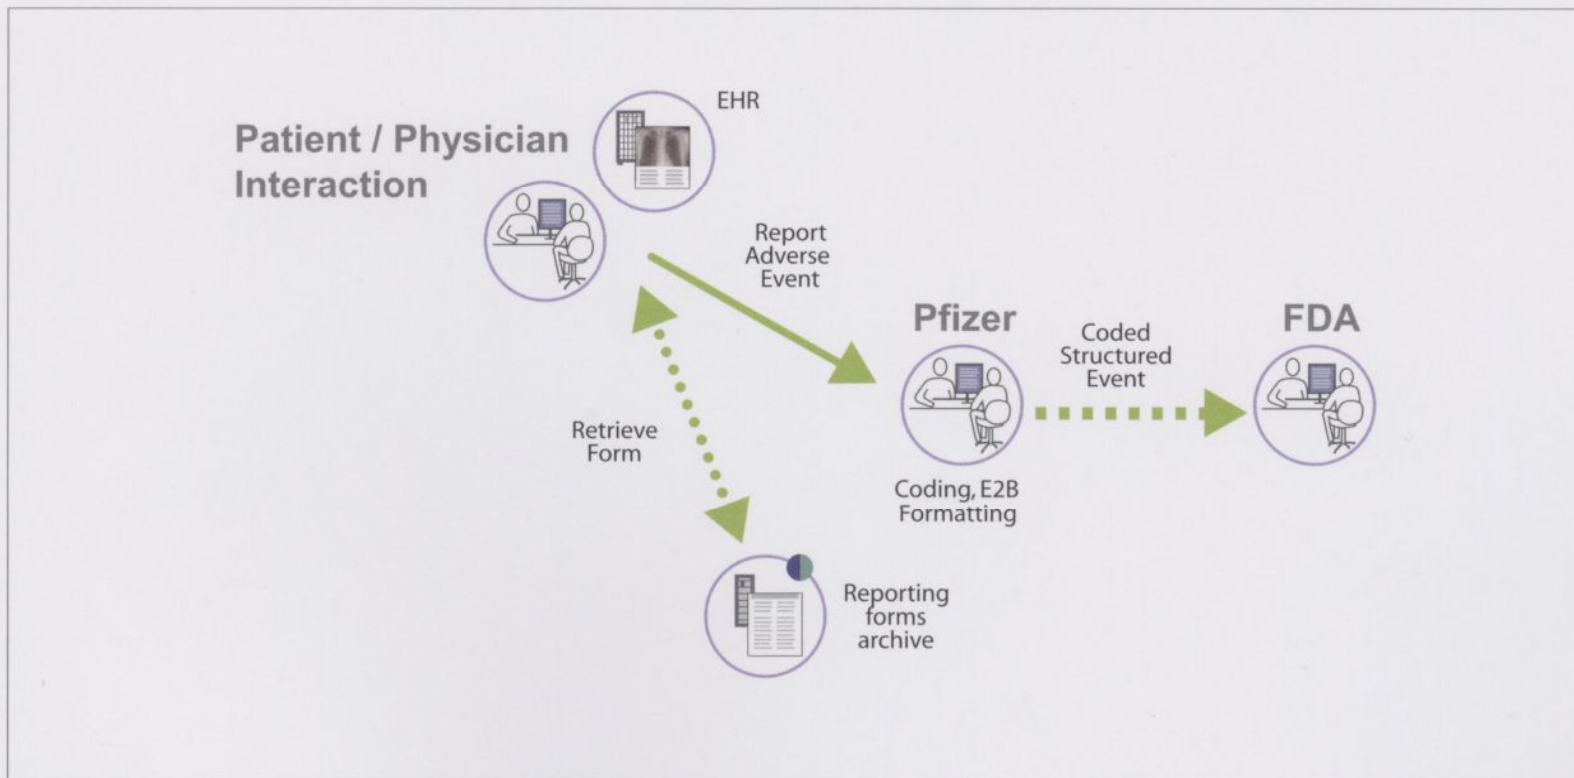 EHR
Patient / Physician
Interaction
Report
Adverse
Event
Pfizer
FDA
Coded
Structured
Event
Retrieve
Form
Coding, E2B
Formatting
Reporting
forms
archive